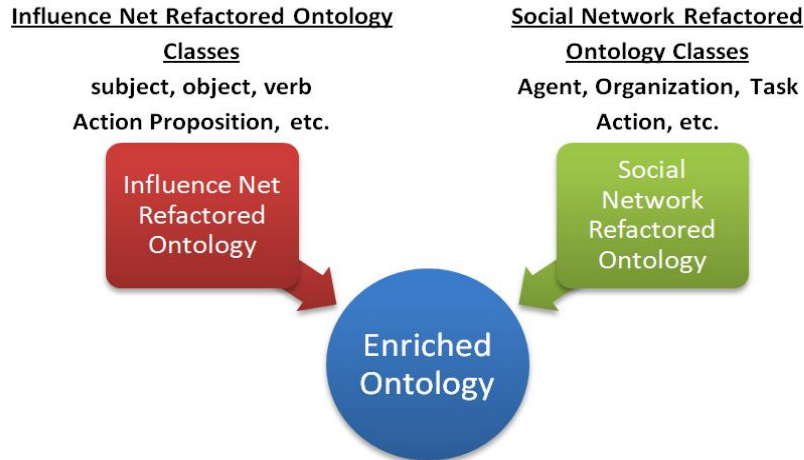 Influence Net Refactored Ontology
Classes
subject, object, verb
Action Proposition, etc.
Social Network Refactored
Ontology Classes
Agent, Organization, Task
Action, etc.
Influence Net
Refactored
Ontology
Social
Network
Refactored
Ontology
Enriched
Ontology